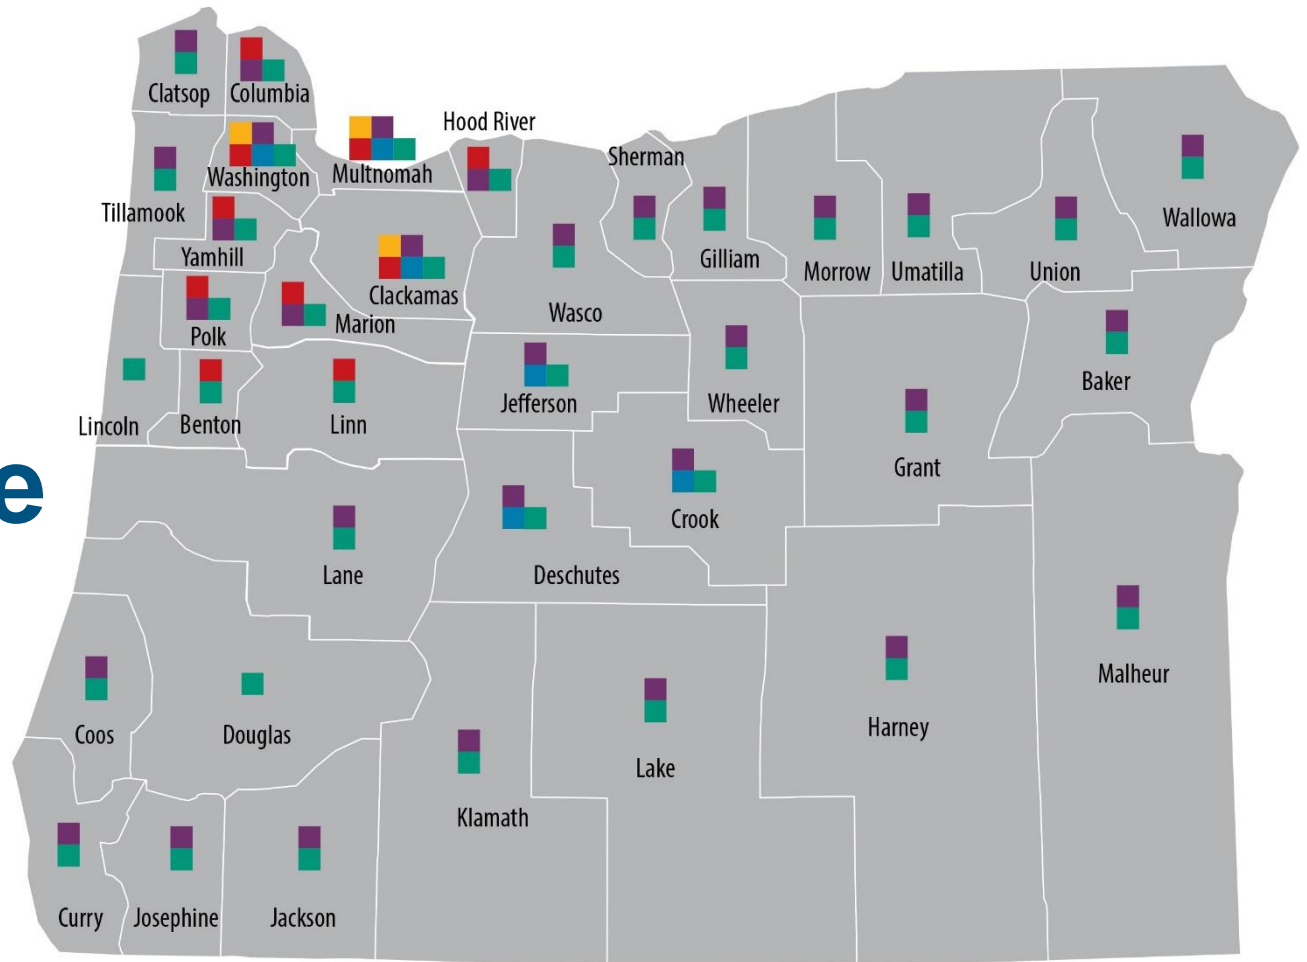 Clatsop
Columbia
Hood River
Washington
Multnomah
Sherman
Tillamook
Wallowa
Yamhill
Gilliam
Morrow
Umatilla
Union
Clackamas
Wasco
Polk
Marion
Baker
Jefferson
Wheeler
Lincoln
Benton
Linn
Grant
e
Crook
Lane
Deschutes
Malheur
Coos
Douglas
Harney
Lake
Klamath
Curry
Josephine
Jackson